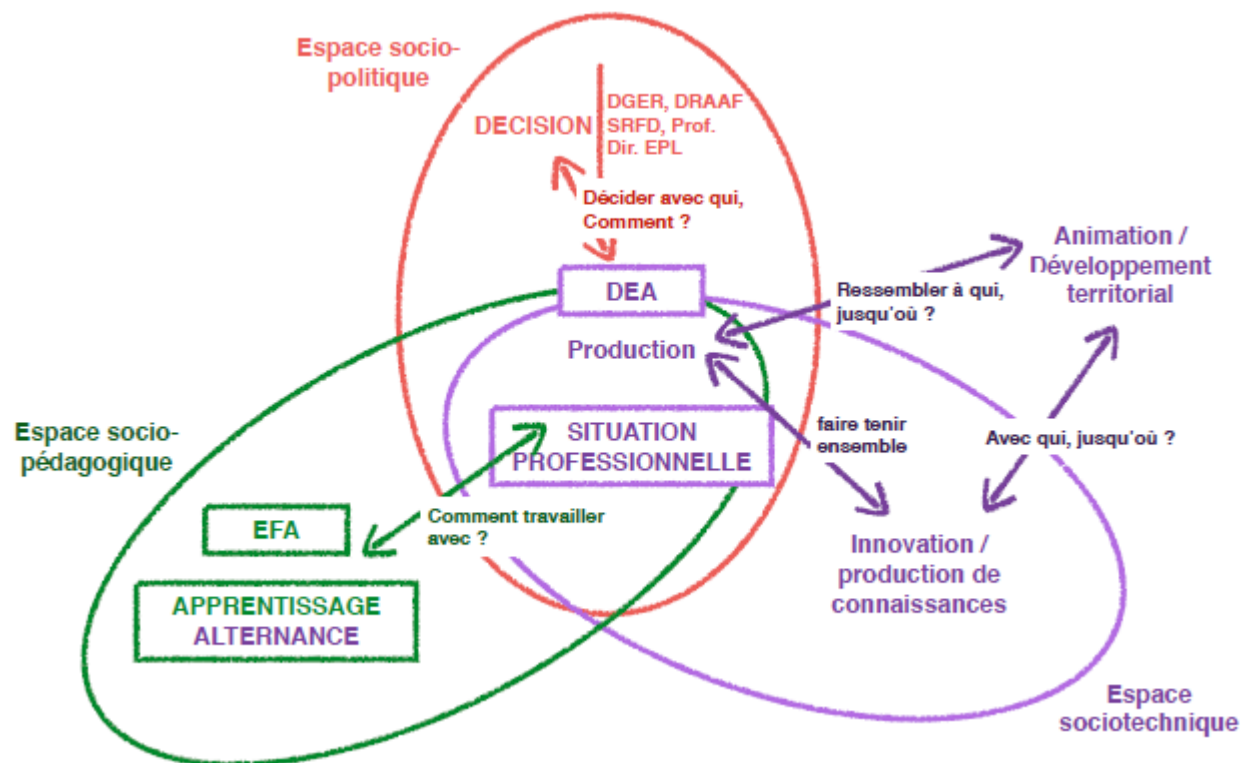 Espace socio-
politique
DECISION
DGER, DRAAF
SRFD, Prof.
Dir. EPL
Décider avec qui,
Comment ?
DEA
Production
Ressembler à qui,
jusqu'où ?
Animation /
Développement
territorial
SITUATION
PROFESSIONNELLE
faire tenir
ensemble
Avec qui, jusqu'où ?
Espace socio-
pédagogique
EFA
Comment travailler
avec ?
APPRENTISSAGE
ALTERNANCE
Innovation /
production de
connaissances
Espace
sociotechnique